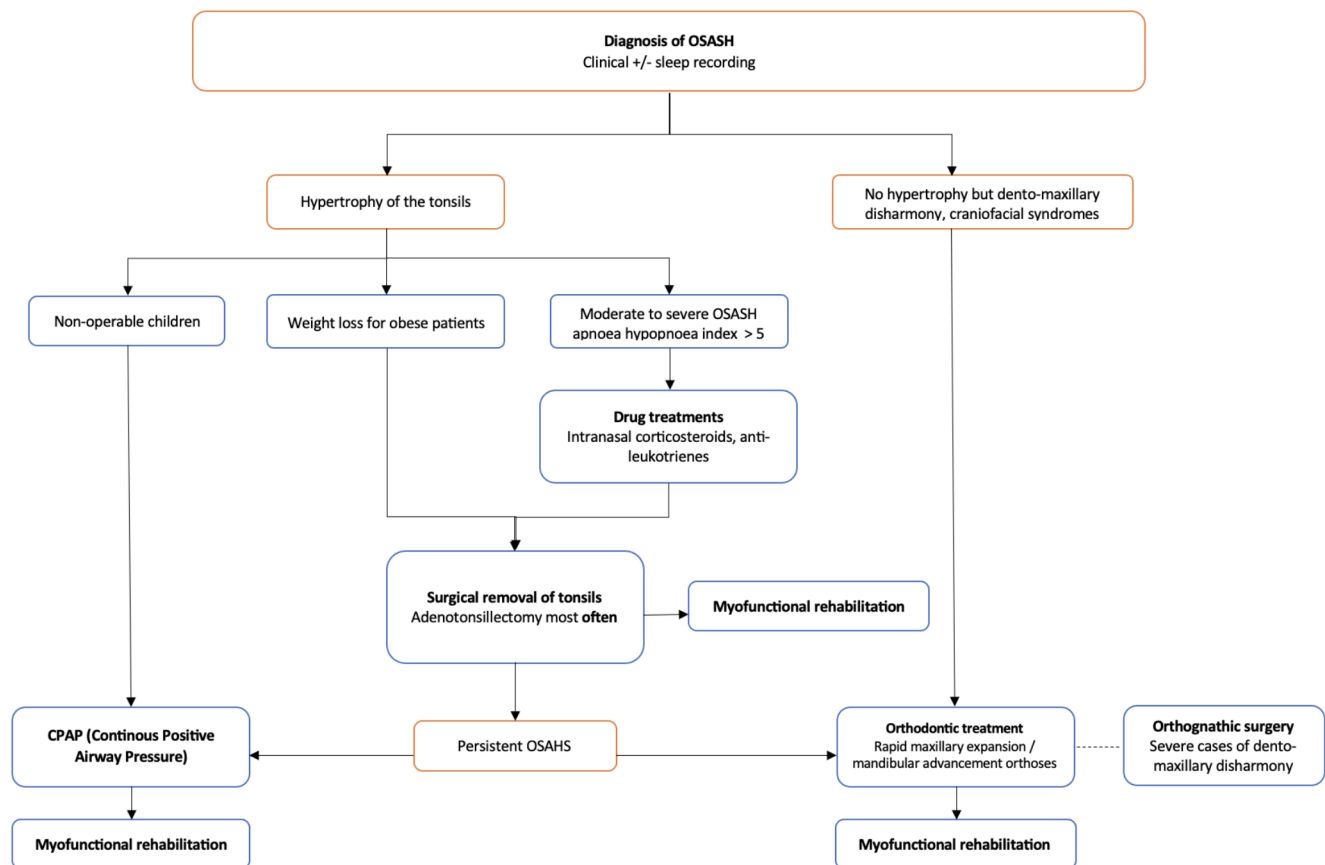 Diagnosis of OSASH
Clinical +/- sleep recording
Hypertrophy of the tonsils
No hypertrophy but dento-maxillary
disharmony, craniofacial syndromes
Non-operable children
Weight loss for obese patients
Moderate to severe OSASH
apnoea hypopnoea index > 5
Drug treatments
Intranasal corticosteroids, anti-
leukotrienes
Surgical removal of tonsils
Adenotonsillectomy most often
Myofunctional rehabilitation
CPAP (Continous Positive
Airway Pressure)
Persistent OSAHS
Orthodontic treatment
Rapid maxillary expansion /
mandibular advancement orthoses
Orthognathic surgery
Severe cases of dento-
maxillary disharmony
Myofunctional rehabilitation
Myofunctional rehabilitation